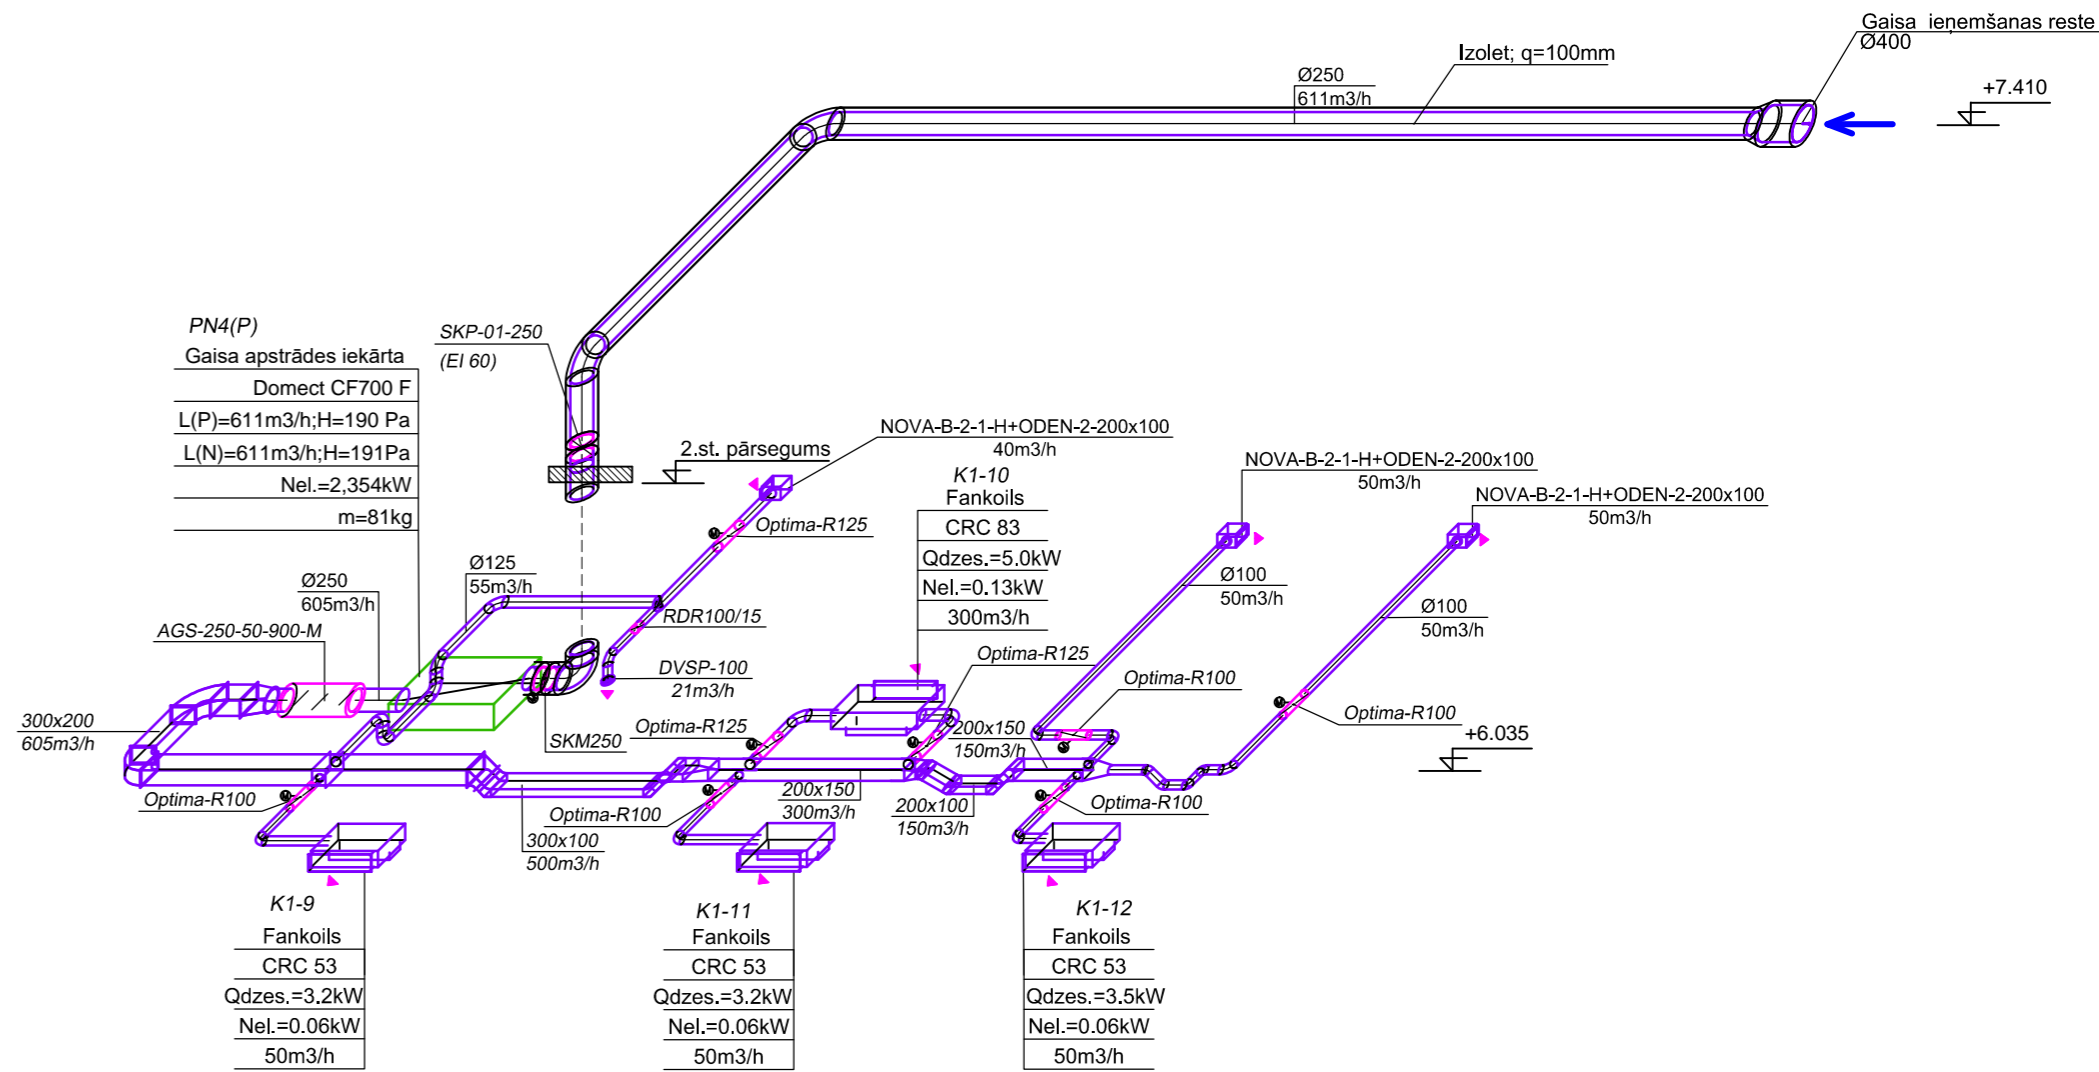 Gaisa ieņemšanas reste
Ø400
Izolet; q=100mm
Ø250
611m3/h
+7.410
PN4(P)
Gaisa apstrādes iekārta
Domect CF700 F
L(P)=611m3/h;H=190 Pa
L(N)=611m3/h;H=191Pa
Nel.=2,354kW
m=81kg
SKP-01-250
(EI 60)
2.st. pārsegums
NOVA-B-2-1-H+ODEN-2-200x100
40m3/h
K1-10
Fankoils
CRC 83
Qdzes.=5.0kW
Nel.=0.13kW
300m3/h
NOVA-B-2-1-H+ODEN-2-200x100
50m3/h
NOVA-B-2-1-H+ODEN-2-200x100
50m3/h
Optima-R125
Ø125
55m3/h
Ø250
605m3/h
AGS-250-50-900-M
RDR100/15
DVSP-100
21m3/h
Ø100
50m3/h
Ø100
50m3/h
Optima-R125
Optima-R100
Optima-R100
300x200
605m3/h
SKM250
Optima-R125
200x150
150m3/h
+6.035
Optima-R100
300x100
500m3/h
Optima-R100
200x150
300m3/h
200x100
150m3/h
Optima-R100
K1-9
Fankoils
CRC 53
Qdzes.=3.2kW
Nel.=0.06kW
50m3/h
K1-11
Fankoils
CRC 53
Qdzes.=3.2kW
Nel.=0.06kW
50m3/h
K1-12
Fankoils
CRC 53
Qdzes.=3.5kW
Nel.=0.06kW
50m3/h